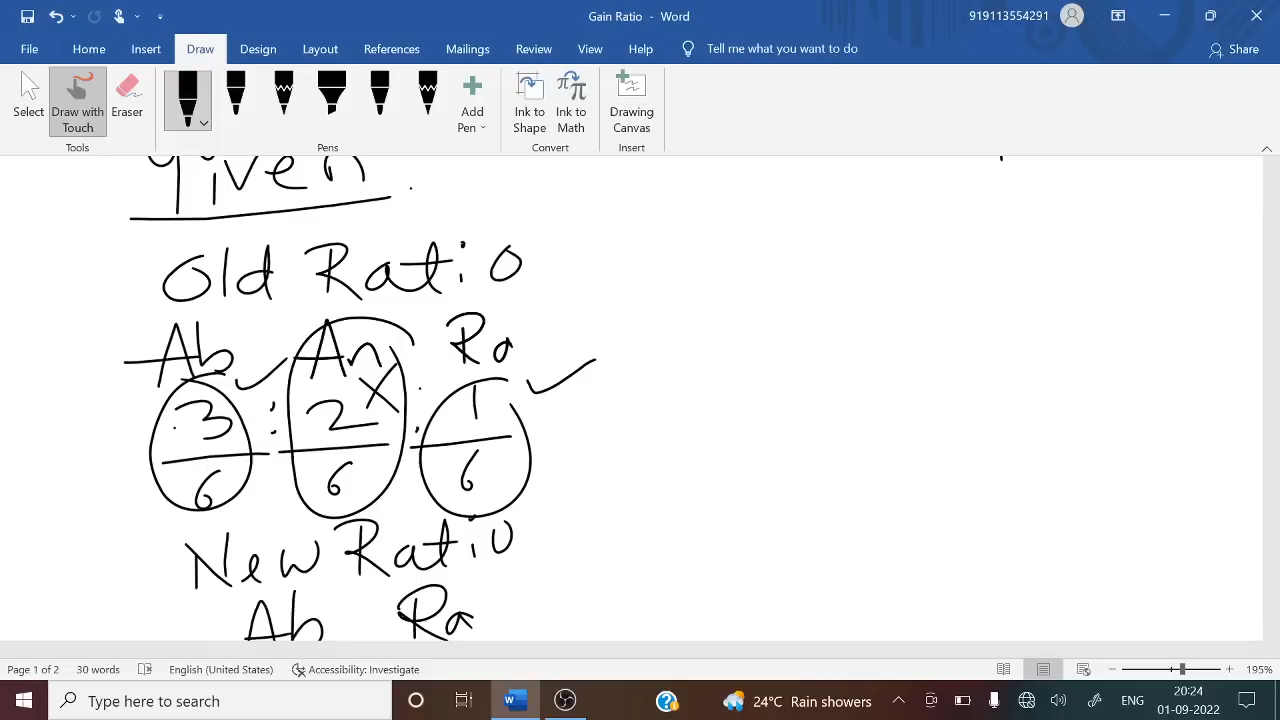 Gain Ratio - Word
919113554291
File Home Insert Draw Design Layout References Mailings Review View Help Tell me what you want to do Share
Select Draw with Touch Eraser Add Pen Ink to Shape Ink to Math Drawing Canvas
Tools Pens Convert Insert
Given
Old Ratio
Ab An Ra
3 : 2 X : 1
6 6 6
New Ratio
Ab Ra
Page 1 of 2 30 words English (United States) Accessibility: Investigate 195%
Type here to search 24°C Rain showers ENG 20:24
01-09-2022